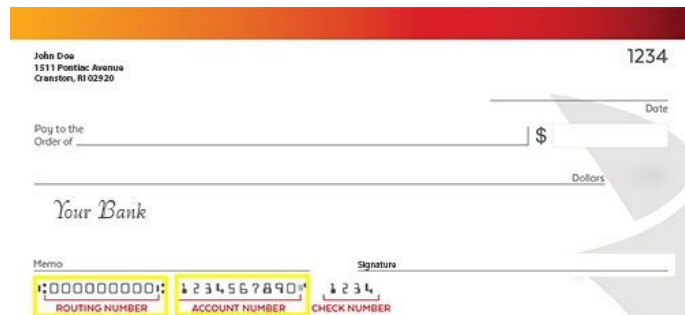 John Doe
1511 Pontiac Avenue
Cranston, RI 02920
1234
Date
Pay to the
Order of
$
Dollars
Your Bank
Memo
Signature
⑆000000000⑆ 1234567890⑈ 1234
ROUTING NUMBER ACCOUNT NUMBER CHECK NUMBER